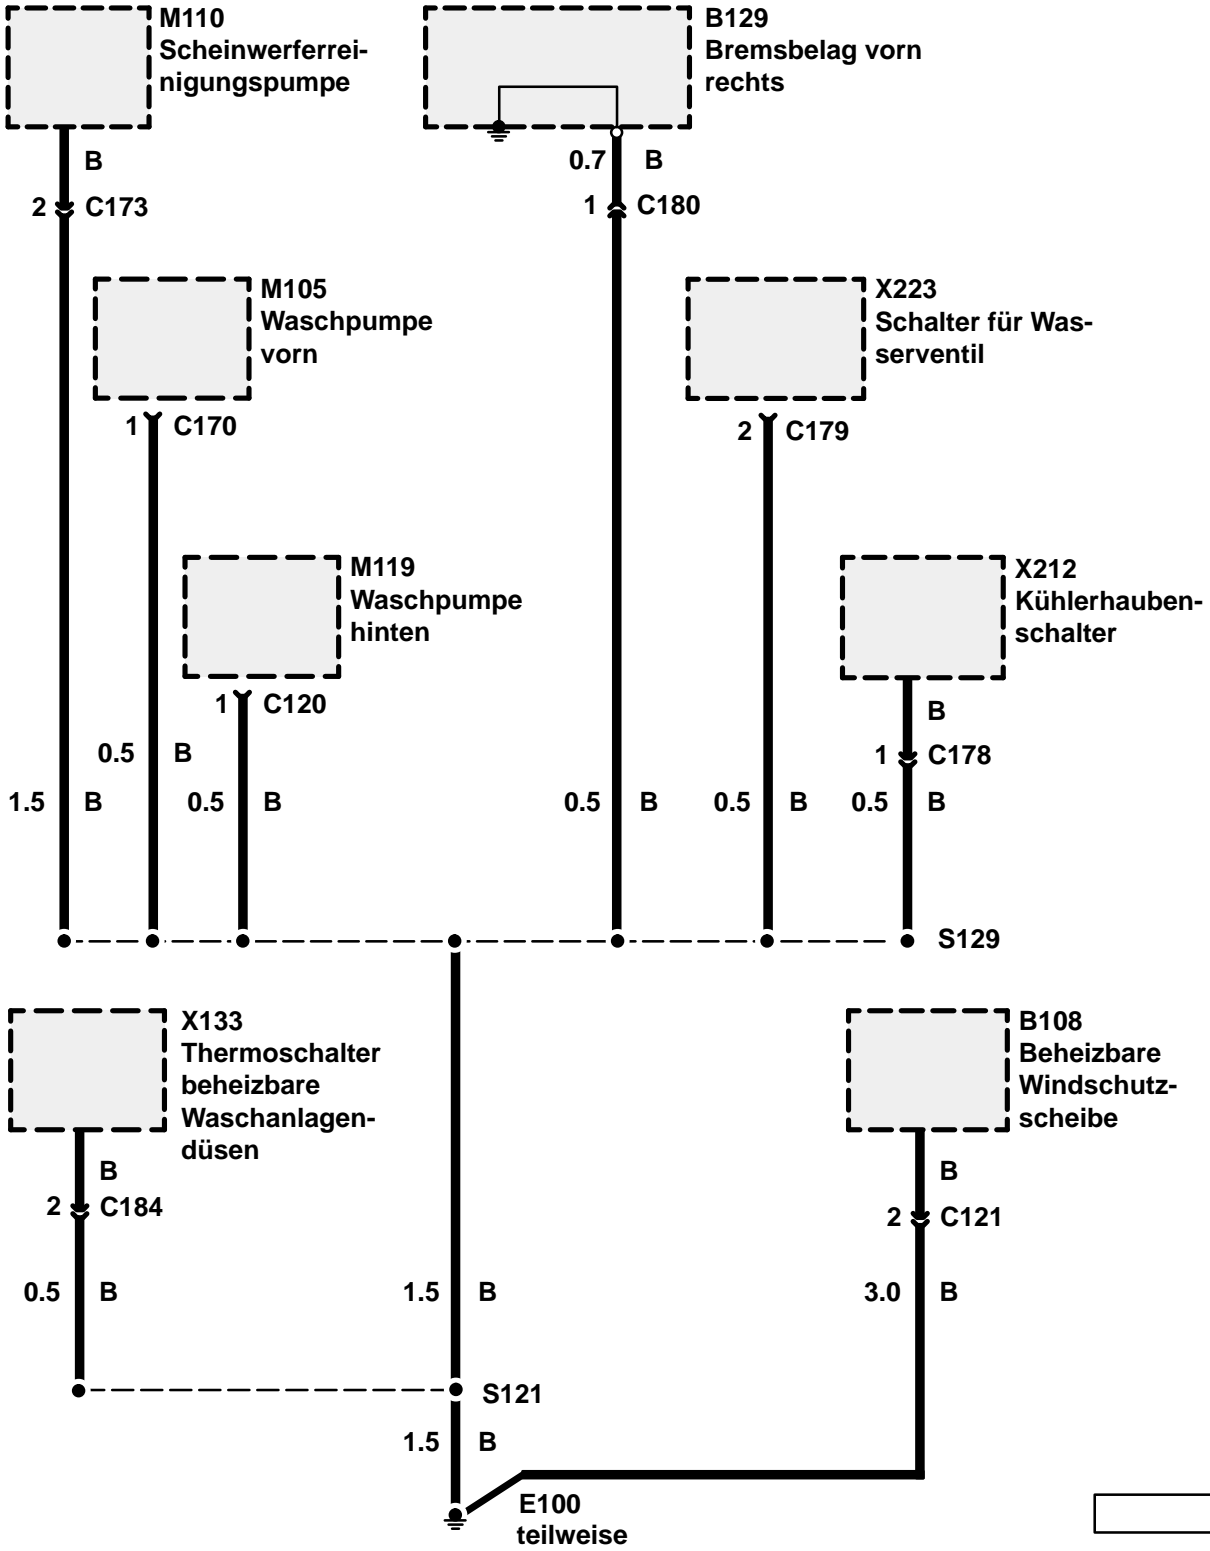 M110
Scheinwerferrei-
nigungspumpe
B129
Bremsbelag vorn
rechts
B
0.7 B
2 C173
1 C180
M105
Waschpumpe
vorn
X223
Schalter für Was-
serventil
1 C170
2 C179
M119
Waschpumpe
hinten
X212
Kühlerhauben-
schalter
1 C120
B
0.5 B
1 C178
1.5 B
0.5 B
0.5 B
0.5 B
0.5 B
S129
X133
Thermoschalter
beheizbare
Waschanlagen-
düsen
B108
Beheizbare
Windschutz-
scheibe
B
B
2 C184
2 C121
0.5 B
1.5 B
3.0 B
S121
1.5 B
E100
teilweise